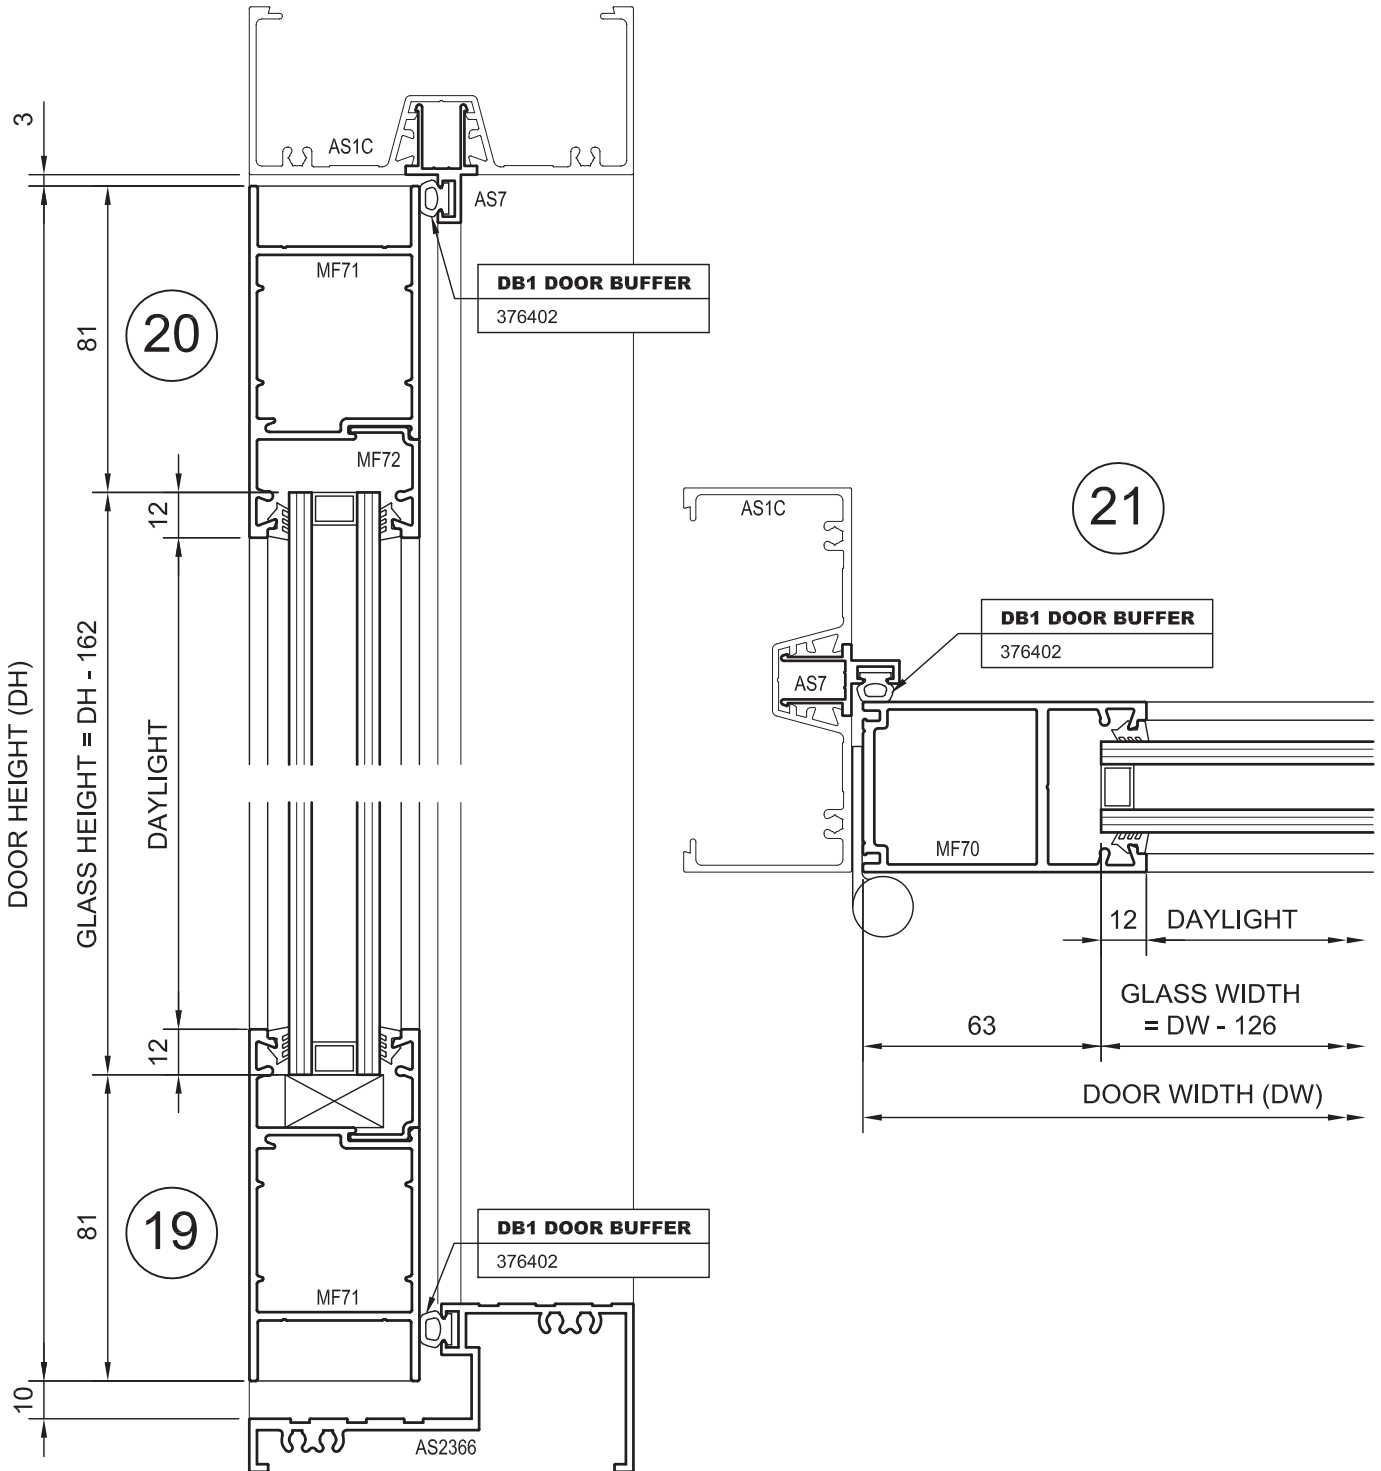 3
AS1C
AS7
DB1 DOOR BUFFER
376402
MF71
20
81
MF72
12
DOOR HEIGHT (DH)
GLASS HEIGHT = DH - 162
DAYLIGHT
12
81
19
DB1 DOOR BUFFER
376402
MF71
10
AS2366
21
AS1C
DB1 DOOR BUFFER
376402
AS7
MF70
12
DAYLIGHT
63
GLASS WIDTH
= DW - 126
DOOR WIDTH (DW)